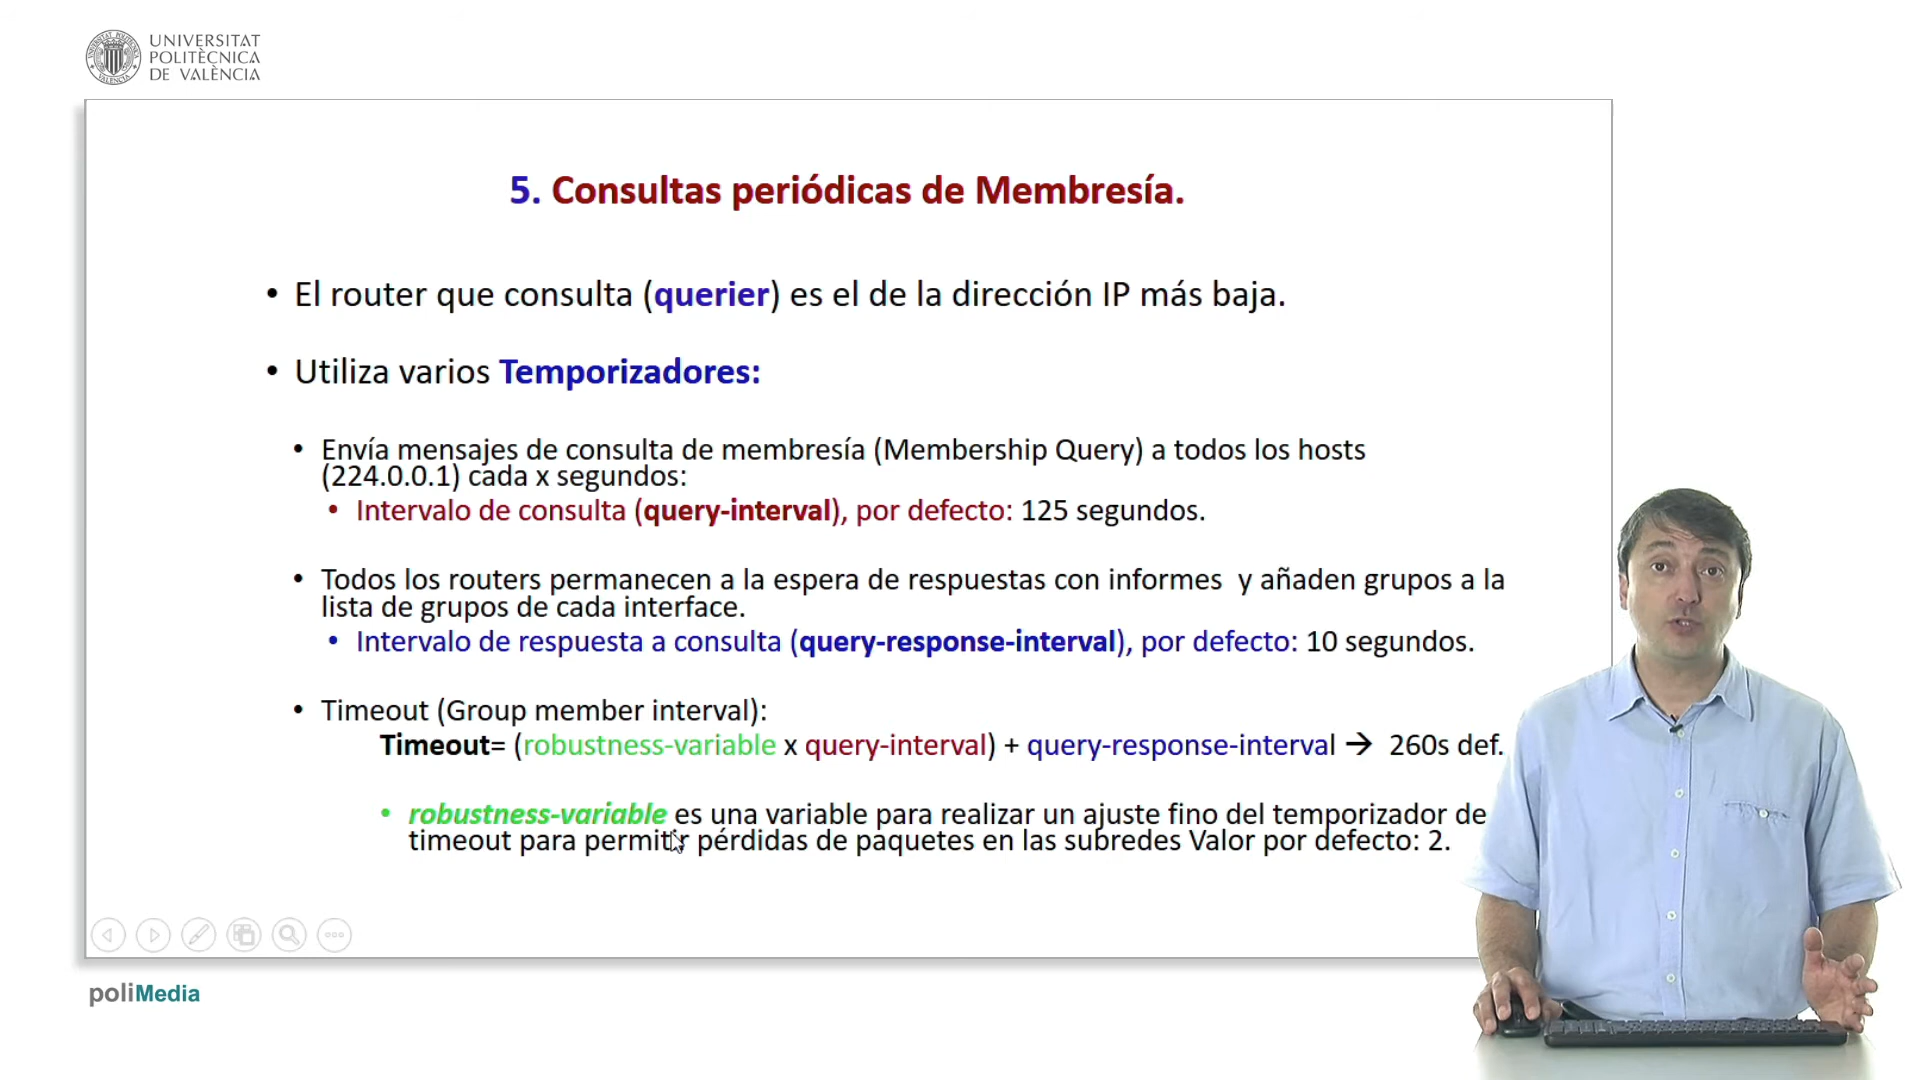 UNIVERSITAT
POLITÈCNICA
DE VALÈNCIA
5. Consultas periódicas de Membresía.
• El router que consulta (querier) es el de la dirección IP más baja.
• Utiliza varios Temporizadores:
• Envía mensajes de consulta de membresía (Membership Query) a todos los hosts
(224.0.0.1) cada x segundos:
• Intervalo de consulta (query-interval), por defecto: 125 segundos.
• Todos los routers permanecen a la espera de respuestas con informes y añaden grupos a la
lista de grupos de cada interface.
• Intervalo de respuesta a consulta (query-response-interval), por defecto: 10 segundos.
• Timeout (Group member interval):
Timeout= (robustness-variable x query-interval) + query-response-interval → 260s def.
• robustness-variable es una variable para realizar un ajuste fino del temporizador de
timeout para permitir pérdidas de paquetes en las subredes Valor por defecto: 2.
poliMedia